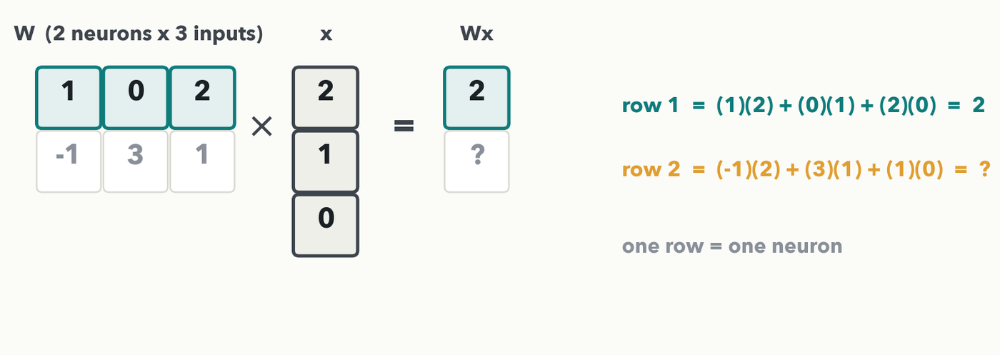 W (2 neurons x 3 inputs) x Wx
1 0 2 2 2
row 1 = (1)(2) + (0)(1) + (2)(0) = 2
× =
-1 3 1 1 ?
row 2 = (-1)(2) + (3)(1) + (1)(0) = ?
0
one row = one neuron